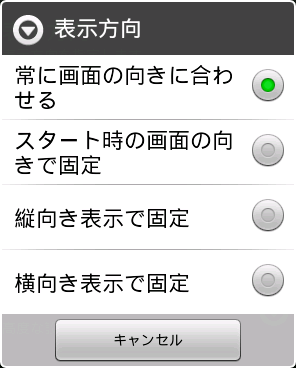 表示方向
常に画面の向きに合わ
せる
スタート時の画面の向
きで固定
縦向き表示で固定
横向き表示で固定
キャンセル